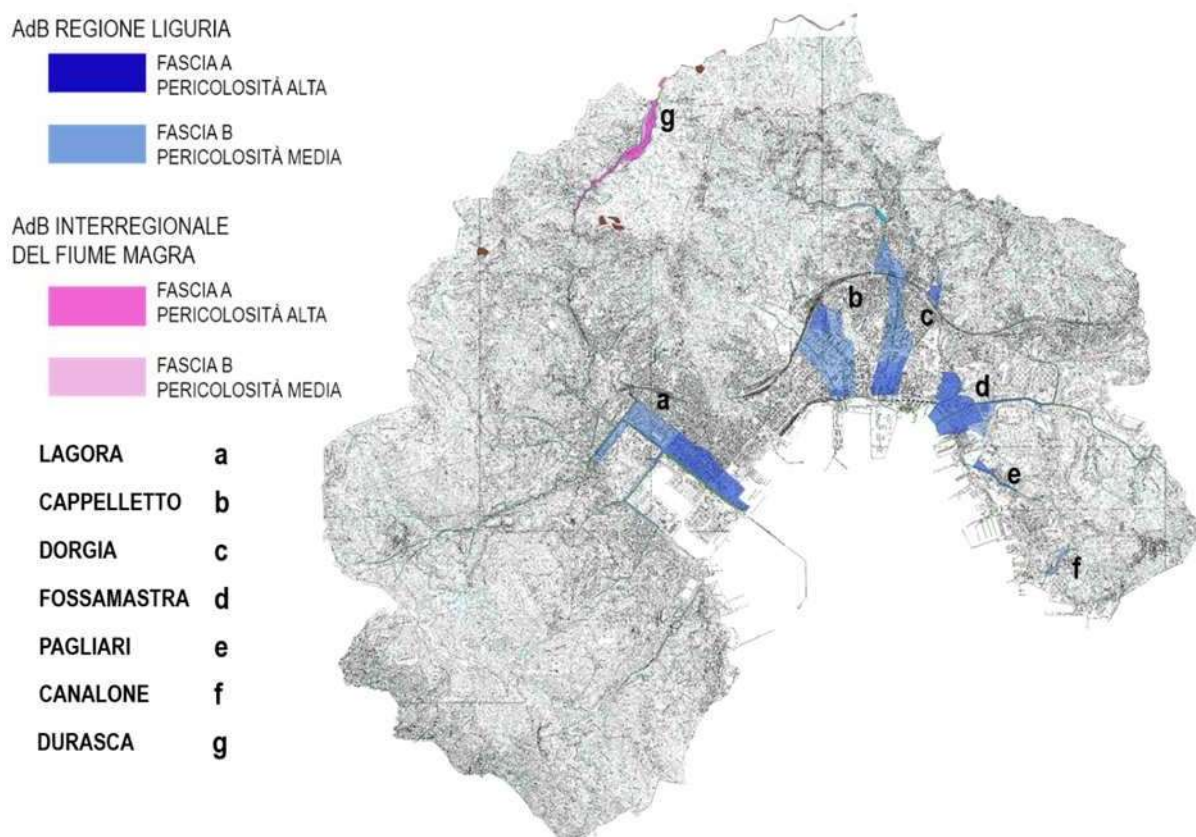 AdB REGIONE LIGURIA
FASCIA A
PERICOLOSITÀ ALTA
FASCIA B
PERICOLOSITÀ MEDIA
AdB INTERREGIONALE
DEL FIUME MAGRA
FASCIA A
PERICOLOSITÀ ALTA
FASCIA B
PERICOLOSITÀ MEDIA
LAGORA a
CAPPELLETTO b
DORGIA c
FOSSAMASTRA d
PAGLIARI e
CANALONE f
DURASCA g
g
b
c
a
d
e
f